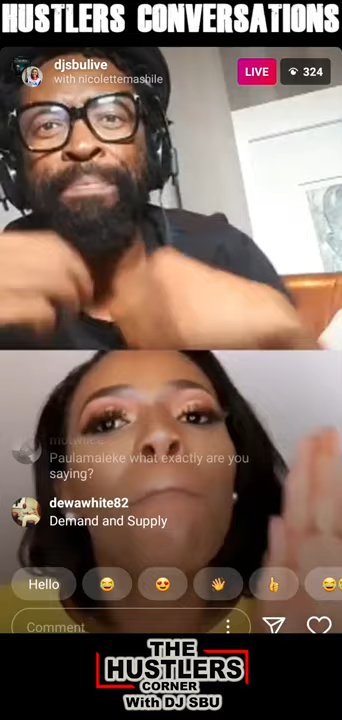 HUSTLERS CONVERSATIONS
djsbulive
with nicolettemashile
LIVE
324
Paulamaleke what exactly are you
saying?
dewawhite82
Demand and Supply
Hello
Comment
THE
HUSTLERS
CORNER
With DJ SBU